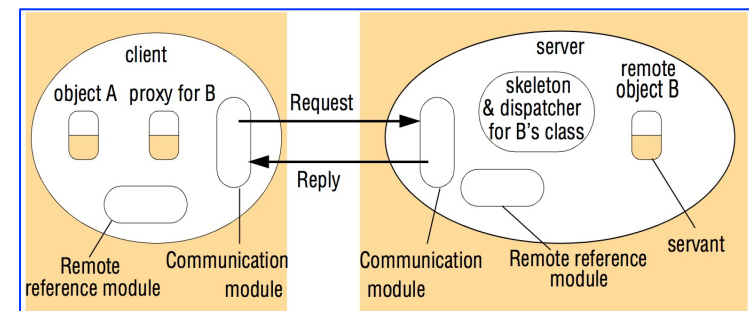 client
object A
proxy for B
Request
Reply
Remote
reference module
Communication
module
server
skeleton
& dispatcher
for B's class
remote
object B
Communication
module
Remote reference
module
servant